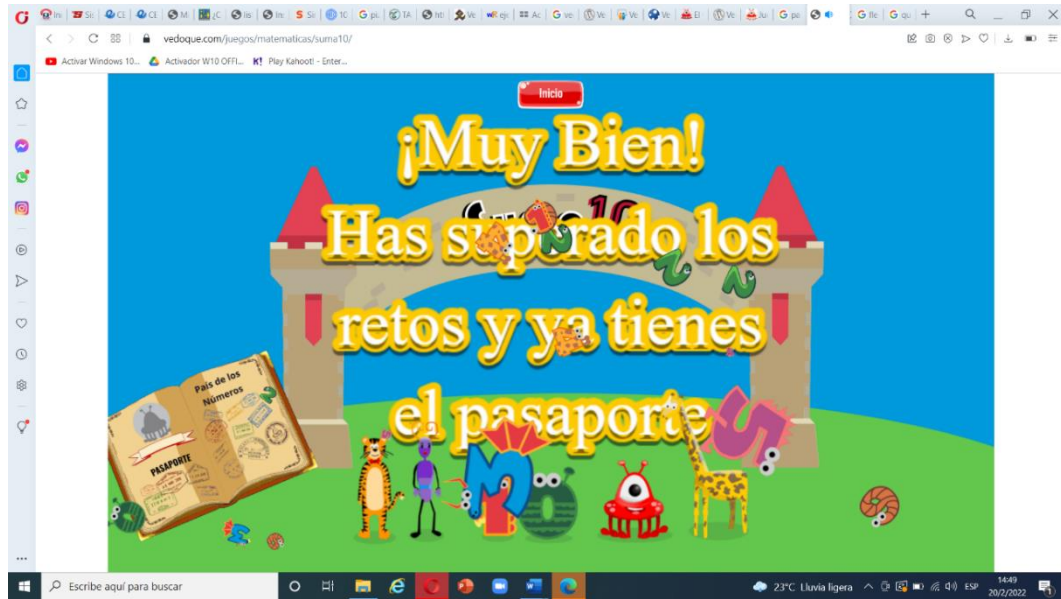 vedoque.com/juegos/matematicas/suma10/
Activar Windows 10...
Activador W10 OFFI...
K! Play Kahoot! - Enter...
Inicio
¡Muy Bien!
Has superado los
retos y ya tienes
el pasaporte
País de los
Números
PASAPORTE
Escribe aquí para buscar
23°C Lluvia ligera
ESP
14:49
20/2/2022